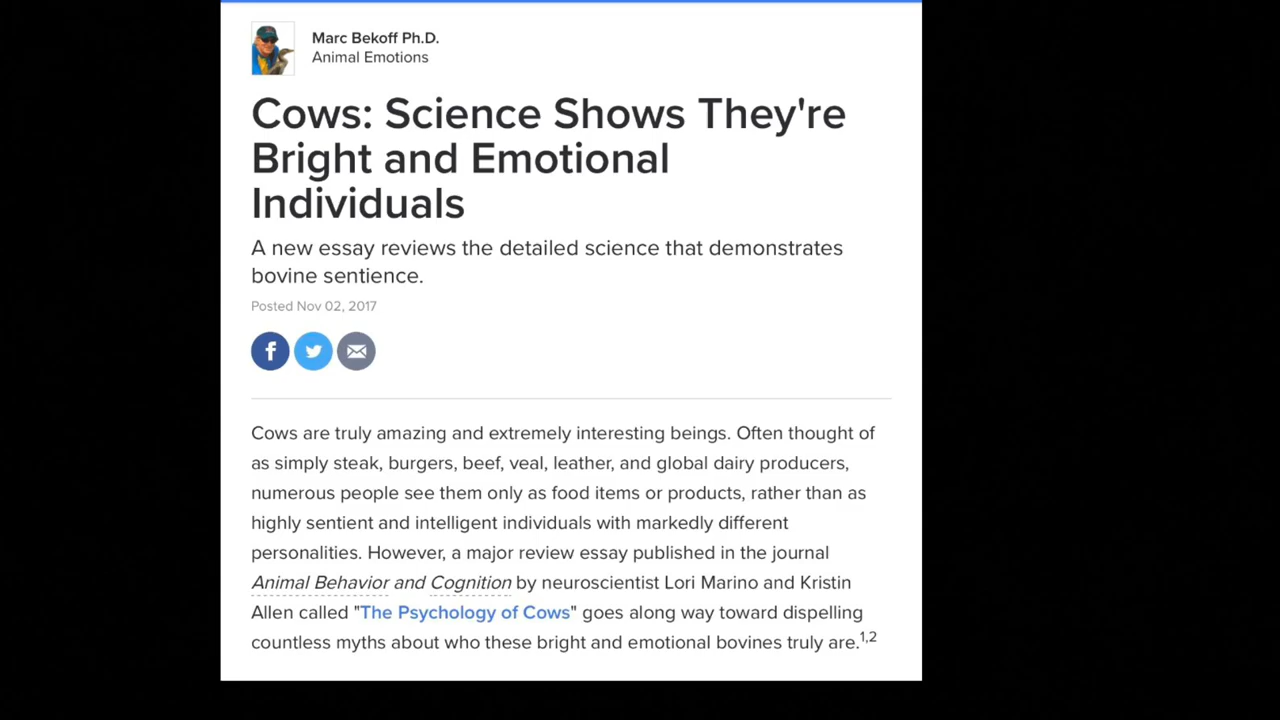 Marc Bekoff Ph.D.
Animal Emotions
Cows: Science Shows They're
Bright and Emotional
Individuals
A new essay reviews the detailed science that demonstrates
bovine sentience.
Posted Nov 02, 2017
Cows are truly amazing and extremely interesting beings. Often thought of
as simply steak, burgers, beef, veal, leather, and global dairy producers,
numerous people see them only as food items or products, rather than as
highly sentient and intelligent individuals with markedly different
personalities. However, a major review essay published in the journal
Animal Behavior and Cognition by neuroscientist Lori Marino and Kristin
Allen called "The Psychology of Cows" goes along way toward dispelling
countless myths about who these bright and emotional bovines truly are.1,2